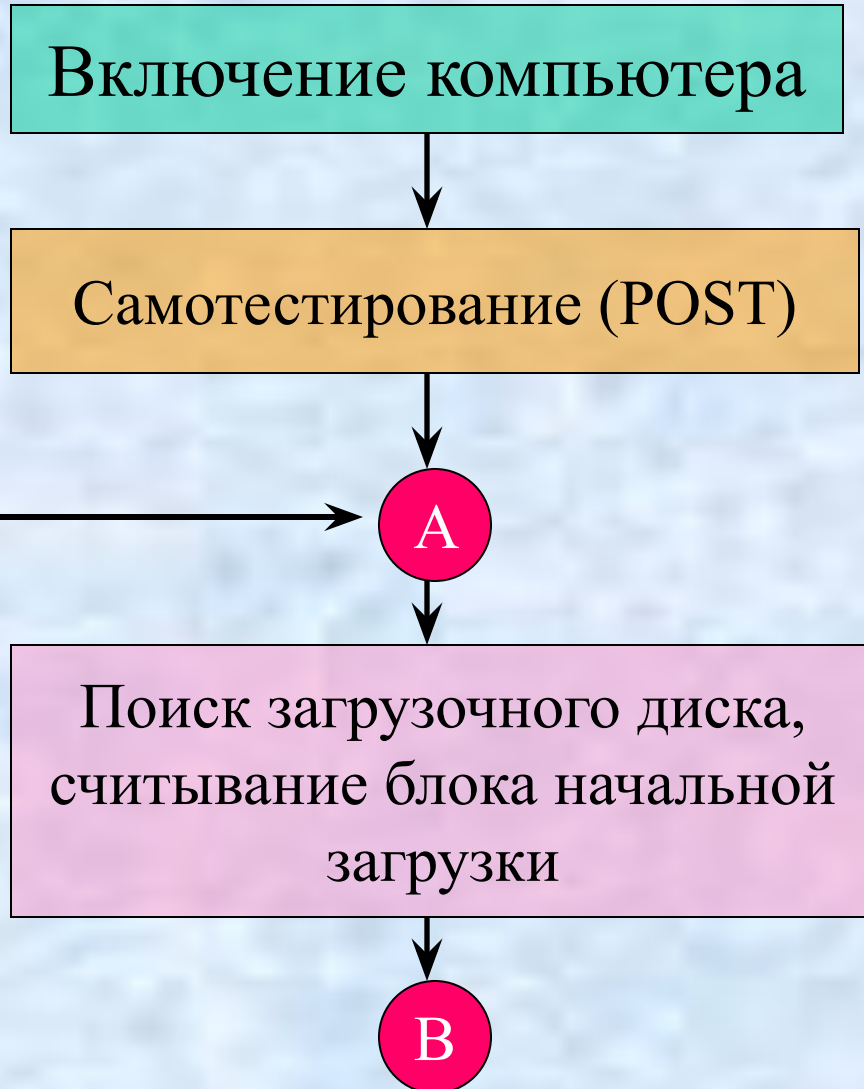 Включение компьютера
Самотестирование (POST)
А
Поиск загрузочного диска,
считывание блока начальной
загрузки
В